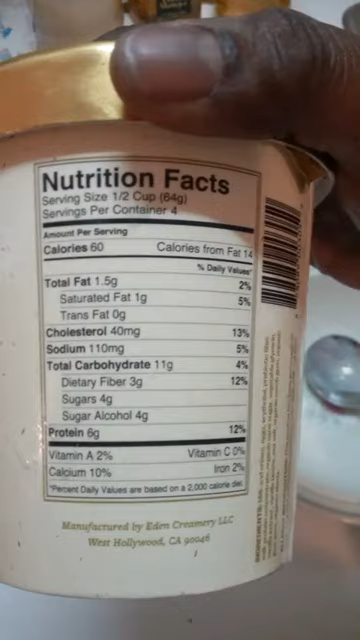 Nutrition Facts
Serving Size 1/2 Cup (64g)
Servings Per Container 4
Amount Per Serving
Calories 60 Calories from Fat 14
% Daily Values*
Total Fat 1.5g 2%
Saturated Fat 1g 5%
Trans Fat 0g
Cholesterol 40mg 13%
Sodium 110mg 5%
Total Carbohydrate 11g 4%
Dietary Fiber 3g 12%
Sugars 4g
Sugar Alcohol 4g
Protein 6g 12%
Vitamin A 2% Vitamin C 0%
Calcium 10% Iron 2%
*Percent Daily Values are based on a 2,000 calorie diet.
Manufactured by Eden Creamery LLC
West Hollywood, CA 90046
INGREDIENTS: